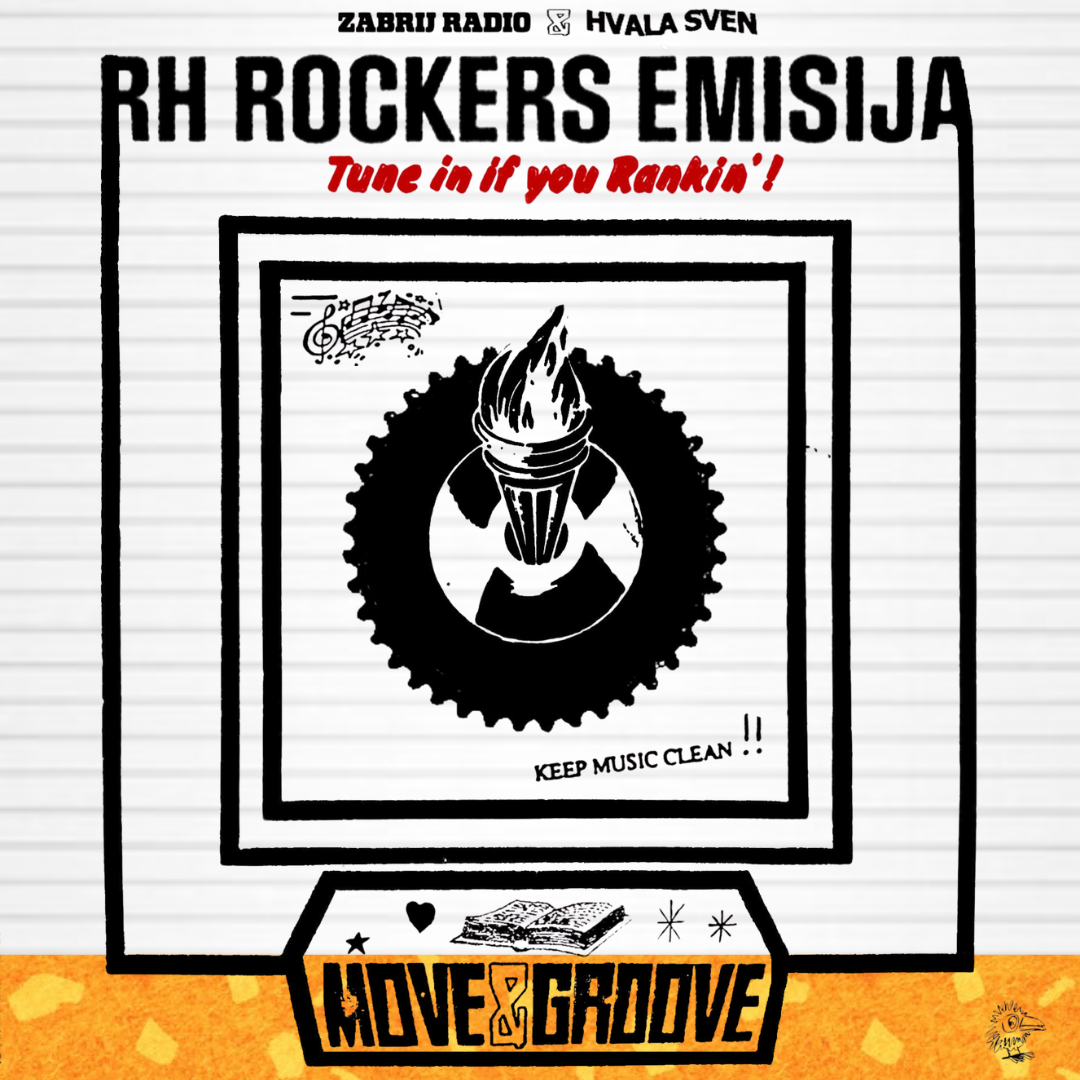 ZABRIJ RADIO & HVALA SVEN
RH ROCKERS EMISIJA
Tune in if you Rankin'!
KEEP MUSIC CLEAN !!
MOVE&GROOVE